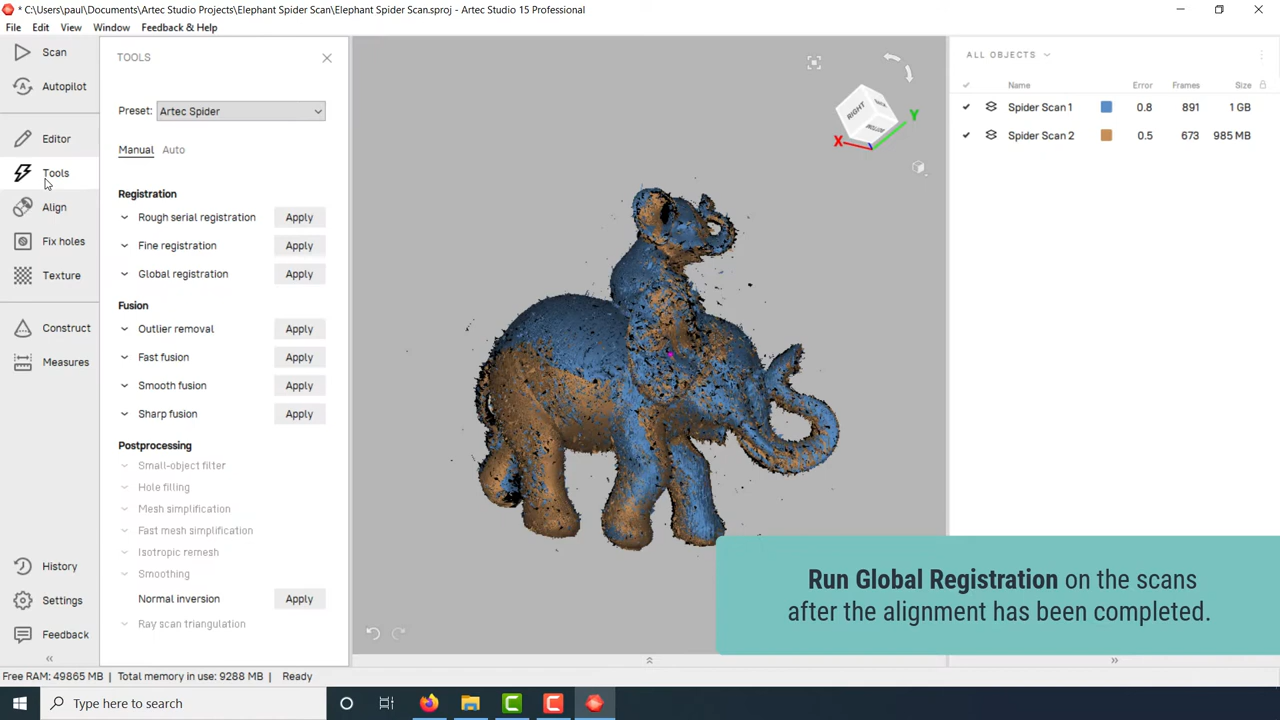 * C:\Users\paul\Documents\Artec Studio Projects\Elephant Spider Scan\Elephant Spider Scan.sproj - Artec Studio 15 Professional
File Edit View Window Feedback & Help
Scan
Autopilot
Editor
Tools
Align
Fix holes
Texture
Construct
Measures
History
Settings
Feedback
«
TOOLS
Preset: Artec Spider
Manual Auto
Registration
Rough serial registration Apply
Fine registration Apply
Global registration Apply
Fusion
Outlier removal Apply
Fast fusion Apply
Smooth fusion Apply
Sharp fusion Apply
Postprocessing
Small-object filter
Hole filling
Mesh simplification
Fast mesh simplification
Isotropic remesh
Smoothing
Normal inversion Apply
Ray scan triangulation
RIGHT
X
Y
ALL OBJECTS
Name Error Frames Size
Spider Scan 1 0.8 891 1 GB
Spider Scan 2 0.5 673 985 MB
Run Global Registration on the scans
after the alignment has been completed.
»
Free RAM: 49865 MB Total memory in use: 9288 MB Ready
Type here to search